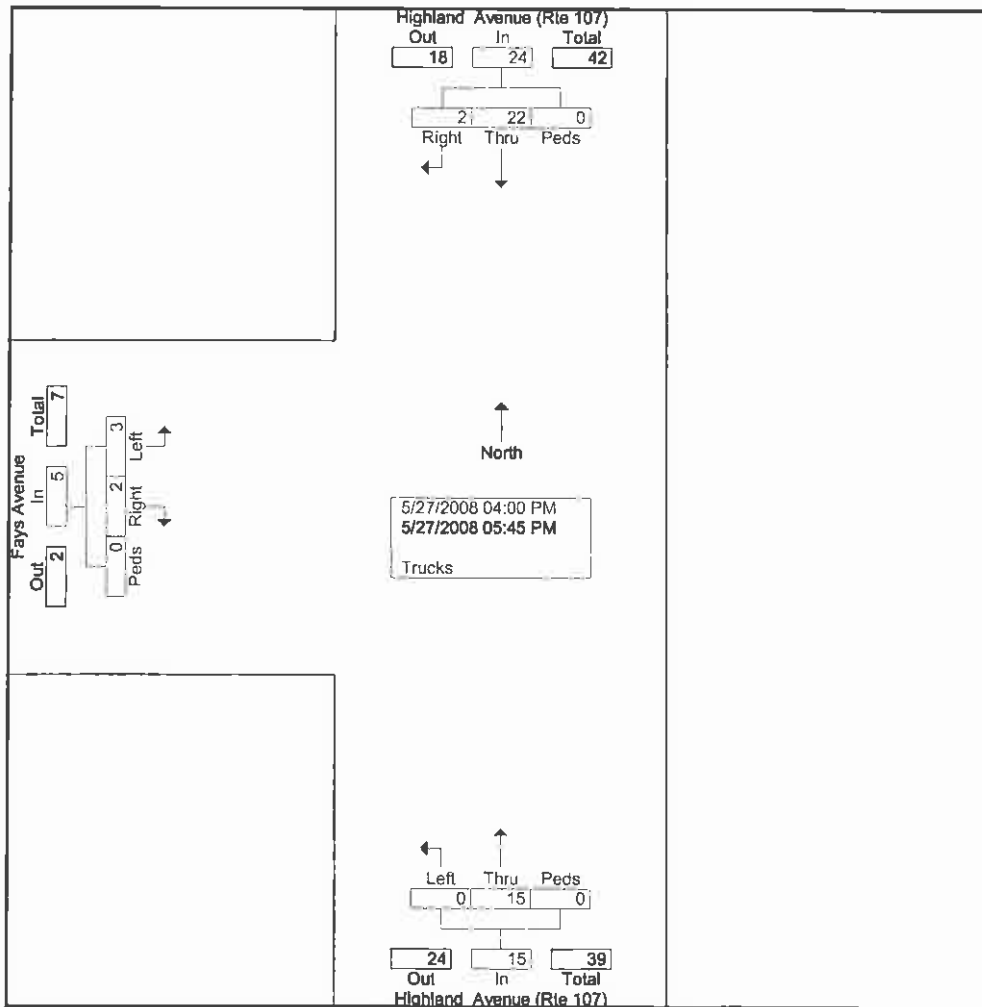 Highland Avenue (Rte 107)
Out In Total
18 24 42
2 22 0
Right Thru Peds
Fays Avenue
Out In Total
2 5 7
0 2 3
Peds Right Left
North
5/27/2008 04:00 PM
5/27/2008 05:45 PM
Trucks
Left Thru Peds
0 15 0
24 15 39
Out In Total
Highland Avenue (Rte 107)